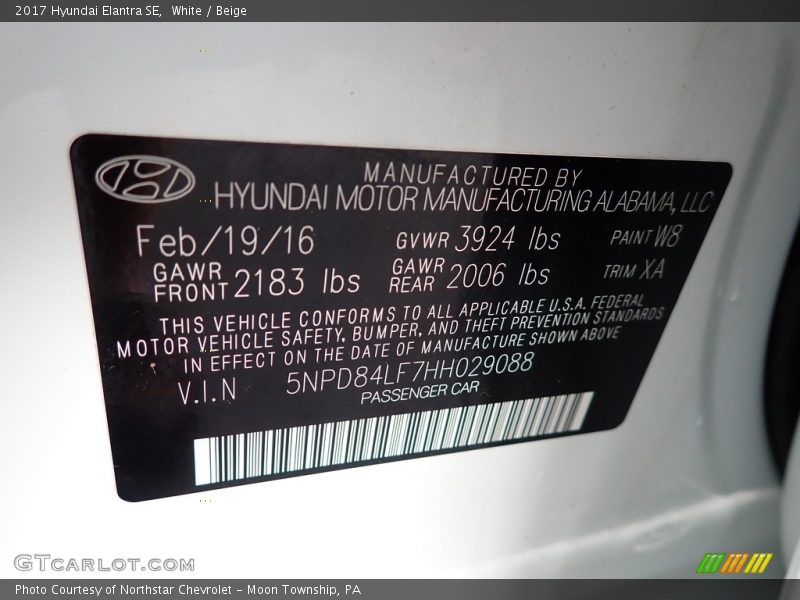 2017 Hyundai Elantra SE, White / Beige
MANUFACTURED BY
HYUNDAI MOTOR MANUFACTURING ALABAMA, LLC
Feb/19/16 GVWR 3924 lbs PAINT W8
GAWR FRONT 2183 lbs GAWR REAR 2006 lbs TRIM XA
THIS VEHICLE CONFORMS TO ALL APPLICABLE U.S.A. FEDERAL
MOTOR VEHICLE SAFETY, BUMPER, AND THEFT PREVENTION STANDARDS
IN EFFECT ON THE DATE OF MANUFACTURE SHOWN ABOVE
V.I.N 5NPD84LF7HH029088
PASSENGER CAR
GTCARLOT.COM
Photo Courtesy of Northstar Chevrolet - Moon Township, PA